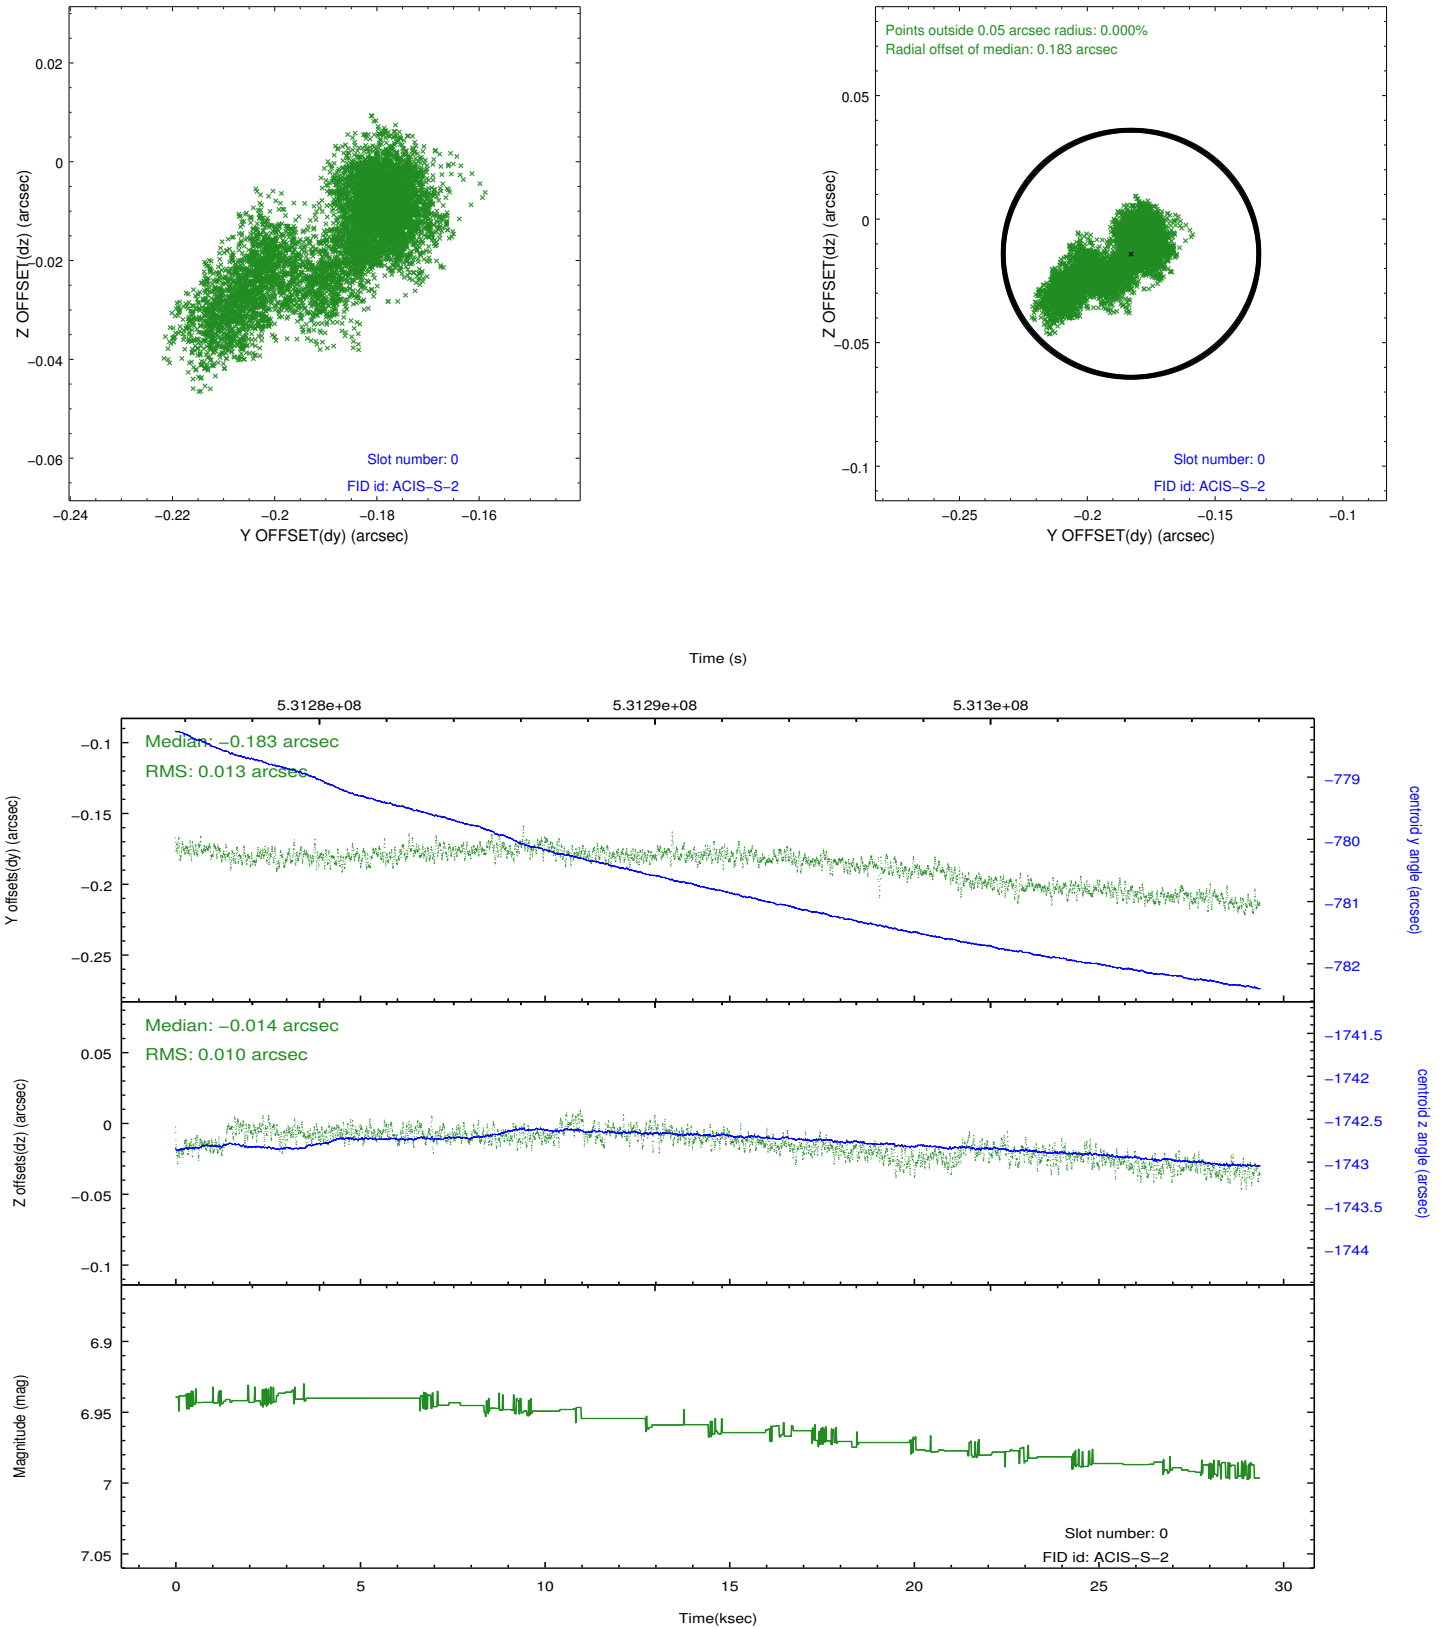 0.02
0
−0.02
−0.04
−0.06
Z OFFSET(dz) (arcsec)
Slot number: 0
FID id: ACIS−S−2
−0.24 −0.22 −0.2 −0.18 −0.16
Y OFFSET(dy) (arcsec)
Points outside 0.05 arcsec radius: 0.000%
Radial offset of median: 0.183 arcsec
0.05
0
−0.05
−0.1
Z OFFSET(dz) (arcsec)
Slot number: 0
FID id: ACIS−S−2
−0.25 −0.2 −0.15 −0.1
Y OFFSET(dy) (arcsec)
Time (s)
5.3128e+08 5.3129e+08 5.313e+08
Median: −0.183 arcsec
RMS: 0.013 arcsec
−0.1
−0.15
−0.2
−0.25
Y offsets(dy) (arcsec)
−779
−780
−781
−782
centroid y angle (arcsec)
Median: −0.014 arcsec
RMS: 0.010 arcsec
0.05
0
−0.05
−0.1
Z offsets(dz) (arcsec)
−1741.5
−1742
−1742.5
−1743
−1743.5
−1744
centroid z angle (arcsec)
6.9
6.95
7
7.05
Magnitude (mag)
Slot number: 0
FID id: ACIS−S−2
0 5 10 15 20 25 30
Time(ksec)